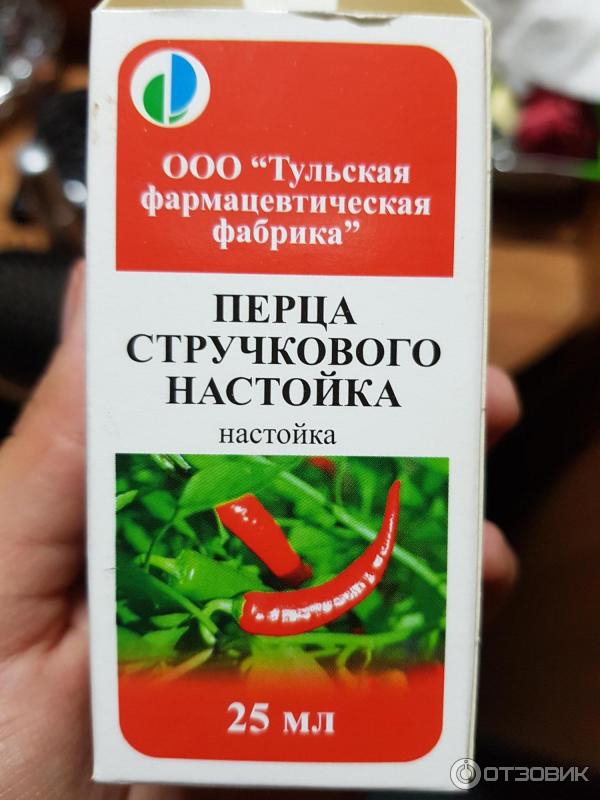 ООО “Тульская
фармацевтическая
фабрика”
ПЕРЦА
СТРУЧКОВОГО
НАСТОЙКА
настойка
25 мл
ОТЗОВИК